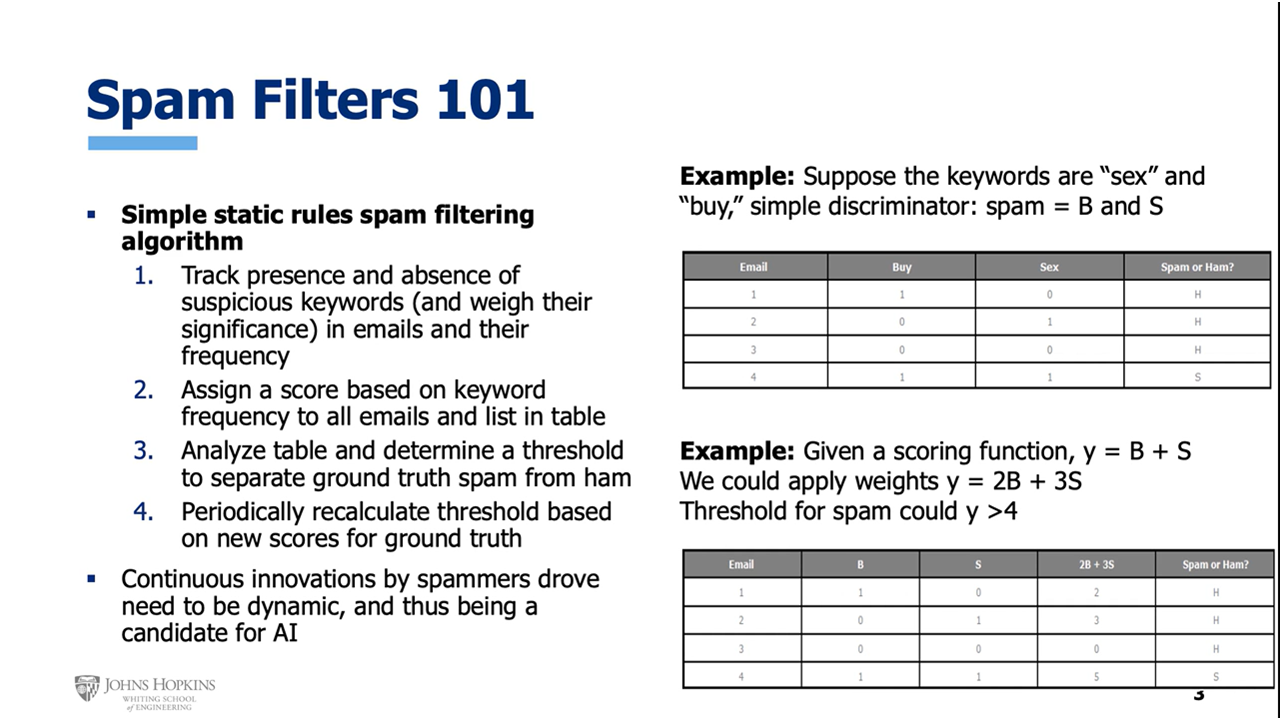 Spam Filters 101
▪ Simple static rules spam filtering
algorithm
1. Track presence and absence of
suspicious keywords (and weigh their
significance) in emails and their
frequency
2. Assign a score based on keyword
frequency to all emails and list in table
3. Analyze table and determine a threshold
to separate ground truth spam from ham
4. Periodically recalculate threshold based
on new scores for ground truth
▪ Continuous innovations by spammers drove
need to be dynamic, and thus being a
candidate for AI
Example: Suppose the keywords are “sex” and
“buy,” simple discriminator: spam = B and S
Email Buy Sex Spam or Ham?
1 1 0 H
2 0 1 H
3 0 0 H
4 1 1 S
Example: Given a scoring function, y = B + S
We could apply weights y = 2B + 3S
Threshold for spam could y >4
Email B S 2B + 3S Spam or Ham?
1 1 0 2 H
2 0 1 3 H
3 0 0 0 H
4 1 1 5 S
JOHNS HOPKINS
WHITING SCHOOL
of ENGINEERING
3